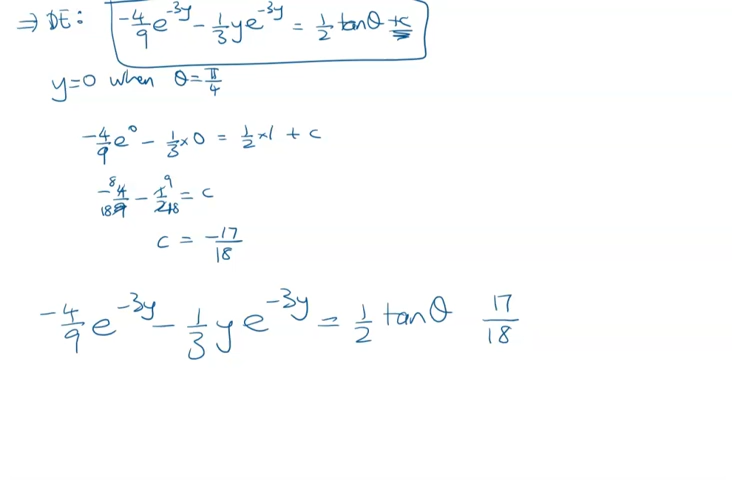 ⇒ DE: -4/9 e^{-3y} - 1/3 y e^{-3y} = 1/2 tanθ + c
y=0 when θ=π/4
-4/9 e^0 - 1/3 × 0 = 1/2 × 1 + c
-8/18 - 9/18 = c
c = -17/18
-4/9 e^{-3y} - 1/3 y e^{-3y} = 1/2 tanθ 17/18